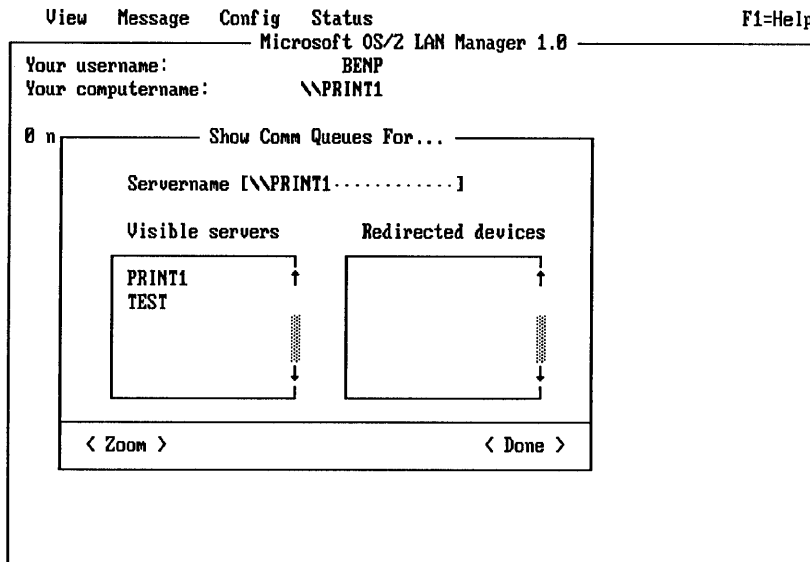 View Message Config Status F1=Help
Microsoft OS/2 LAN Manager 1.0
Your username: BENP
Your computername: \\PRINT1
0 n
Show Comm Queues For...
Servername [\\PRINT1············]
Visible servers Redirected devices
PRINT1
TEST
< Zoom > < Done >